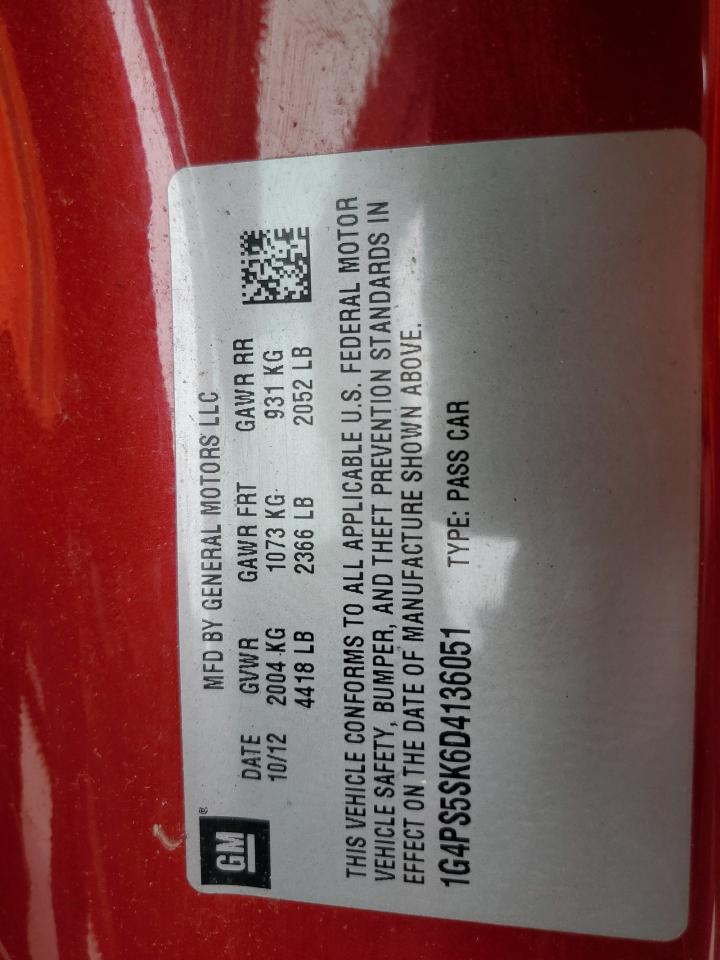 GM®
MFD BY GENERAL MOTORS LLC
DATE GVWR GAWR FRT GAWR RR
10/12 2004 KG 1073 KG 931 KG
4418 LB 2366 LB 2052 LB
THIS VEHICLE CONFORMS TO ALL APPLICABLE U.S. FEDERAL MOTOR
VEHICLE SAFETY, BUMPER, AND THEFT PREVENTION STANDARDS IN
EFFECT ON THE DATE OF MANUFACTURE SHOWN ABOVE.
1G4PS5SK6D4136051 TYPE: PASS CAR